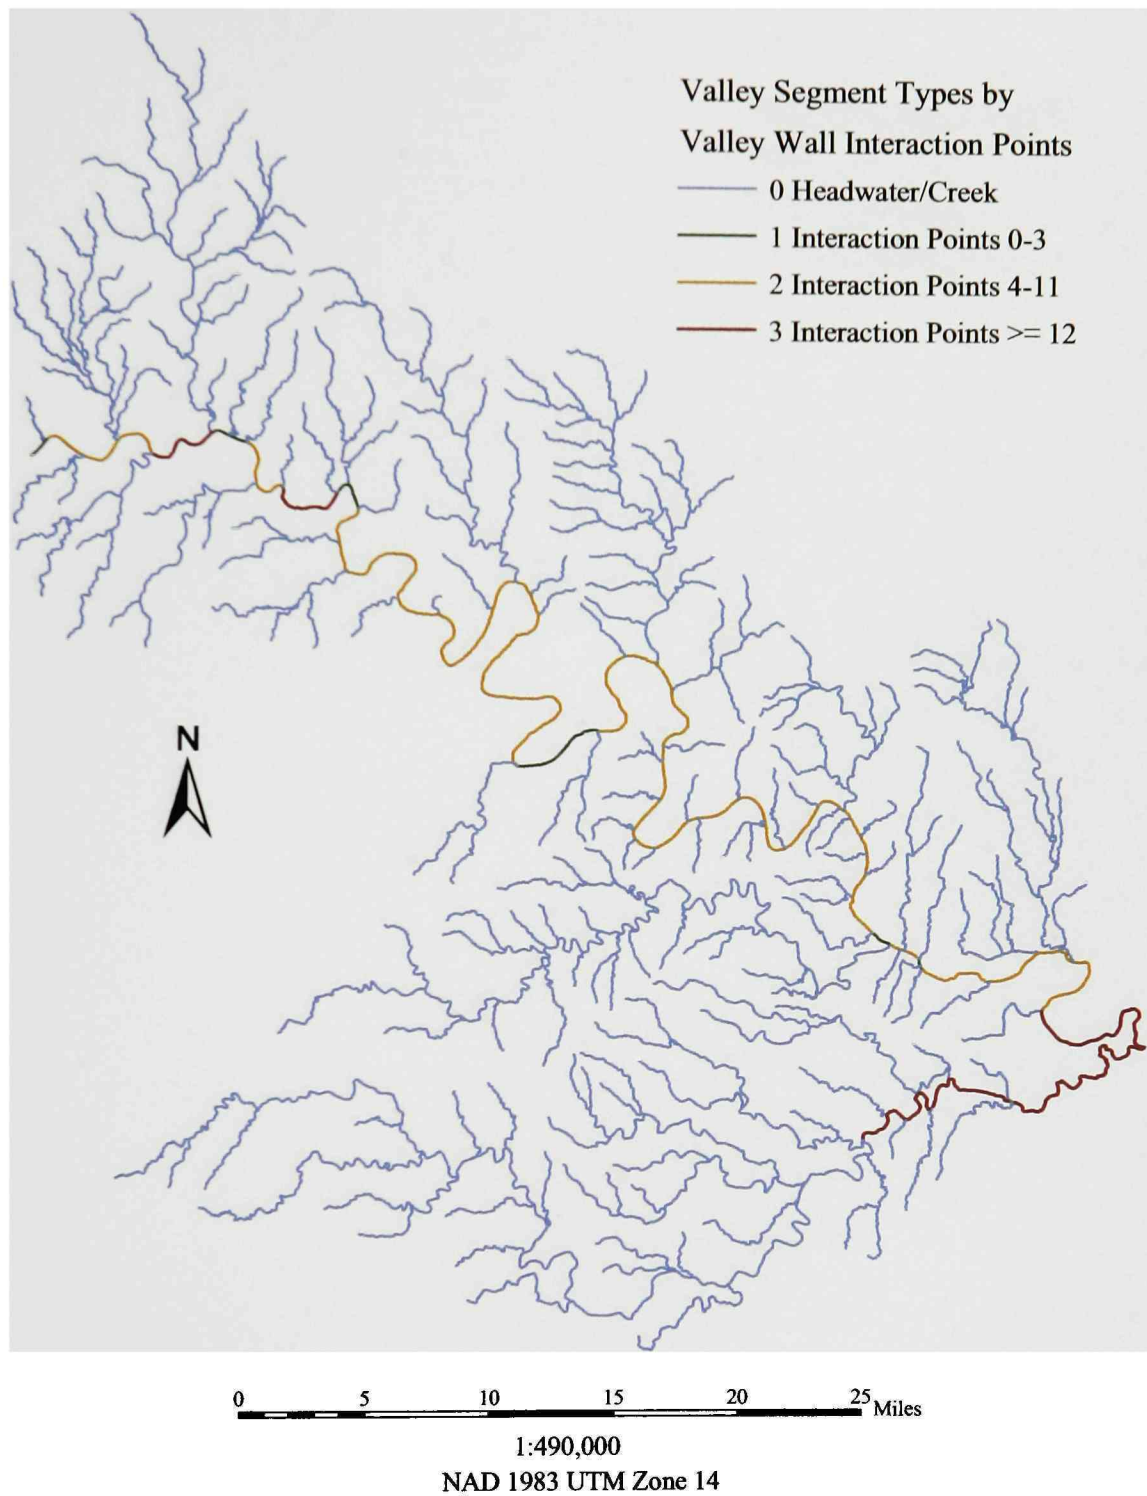 Valley Segment Types by
Valley Wall Interaction Points
0 Headwater/Creek
1 Interaction Points 0-3
2 Interaction Points 4-11
3 Interaction Points >= 12
N
0 5 10 15 20 25 Miles
1:490,000
NAD 1983 UTM Zone 14